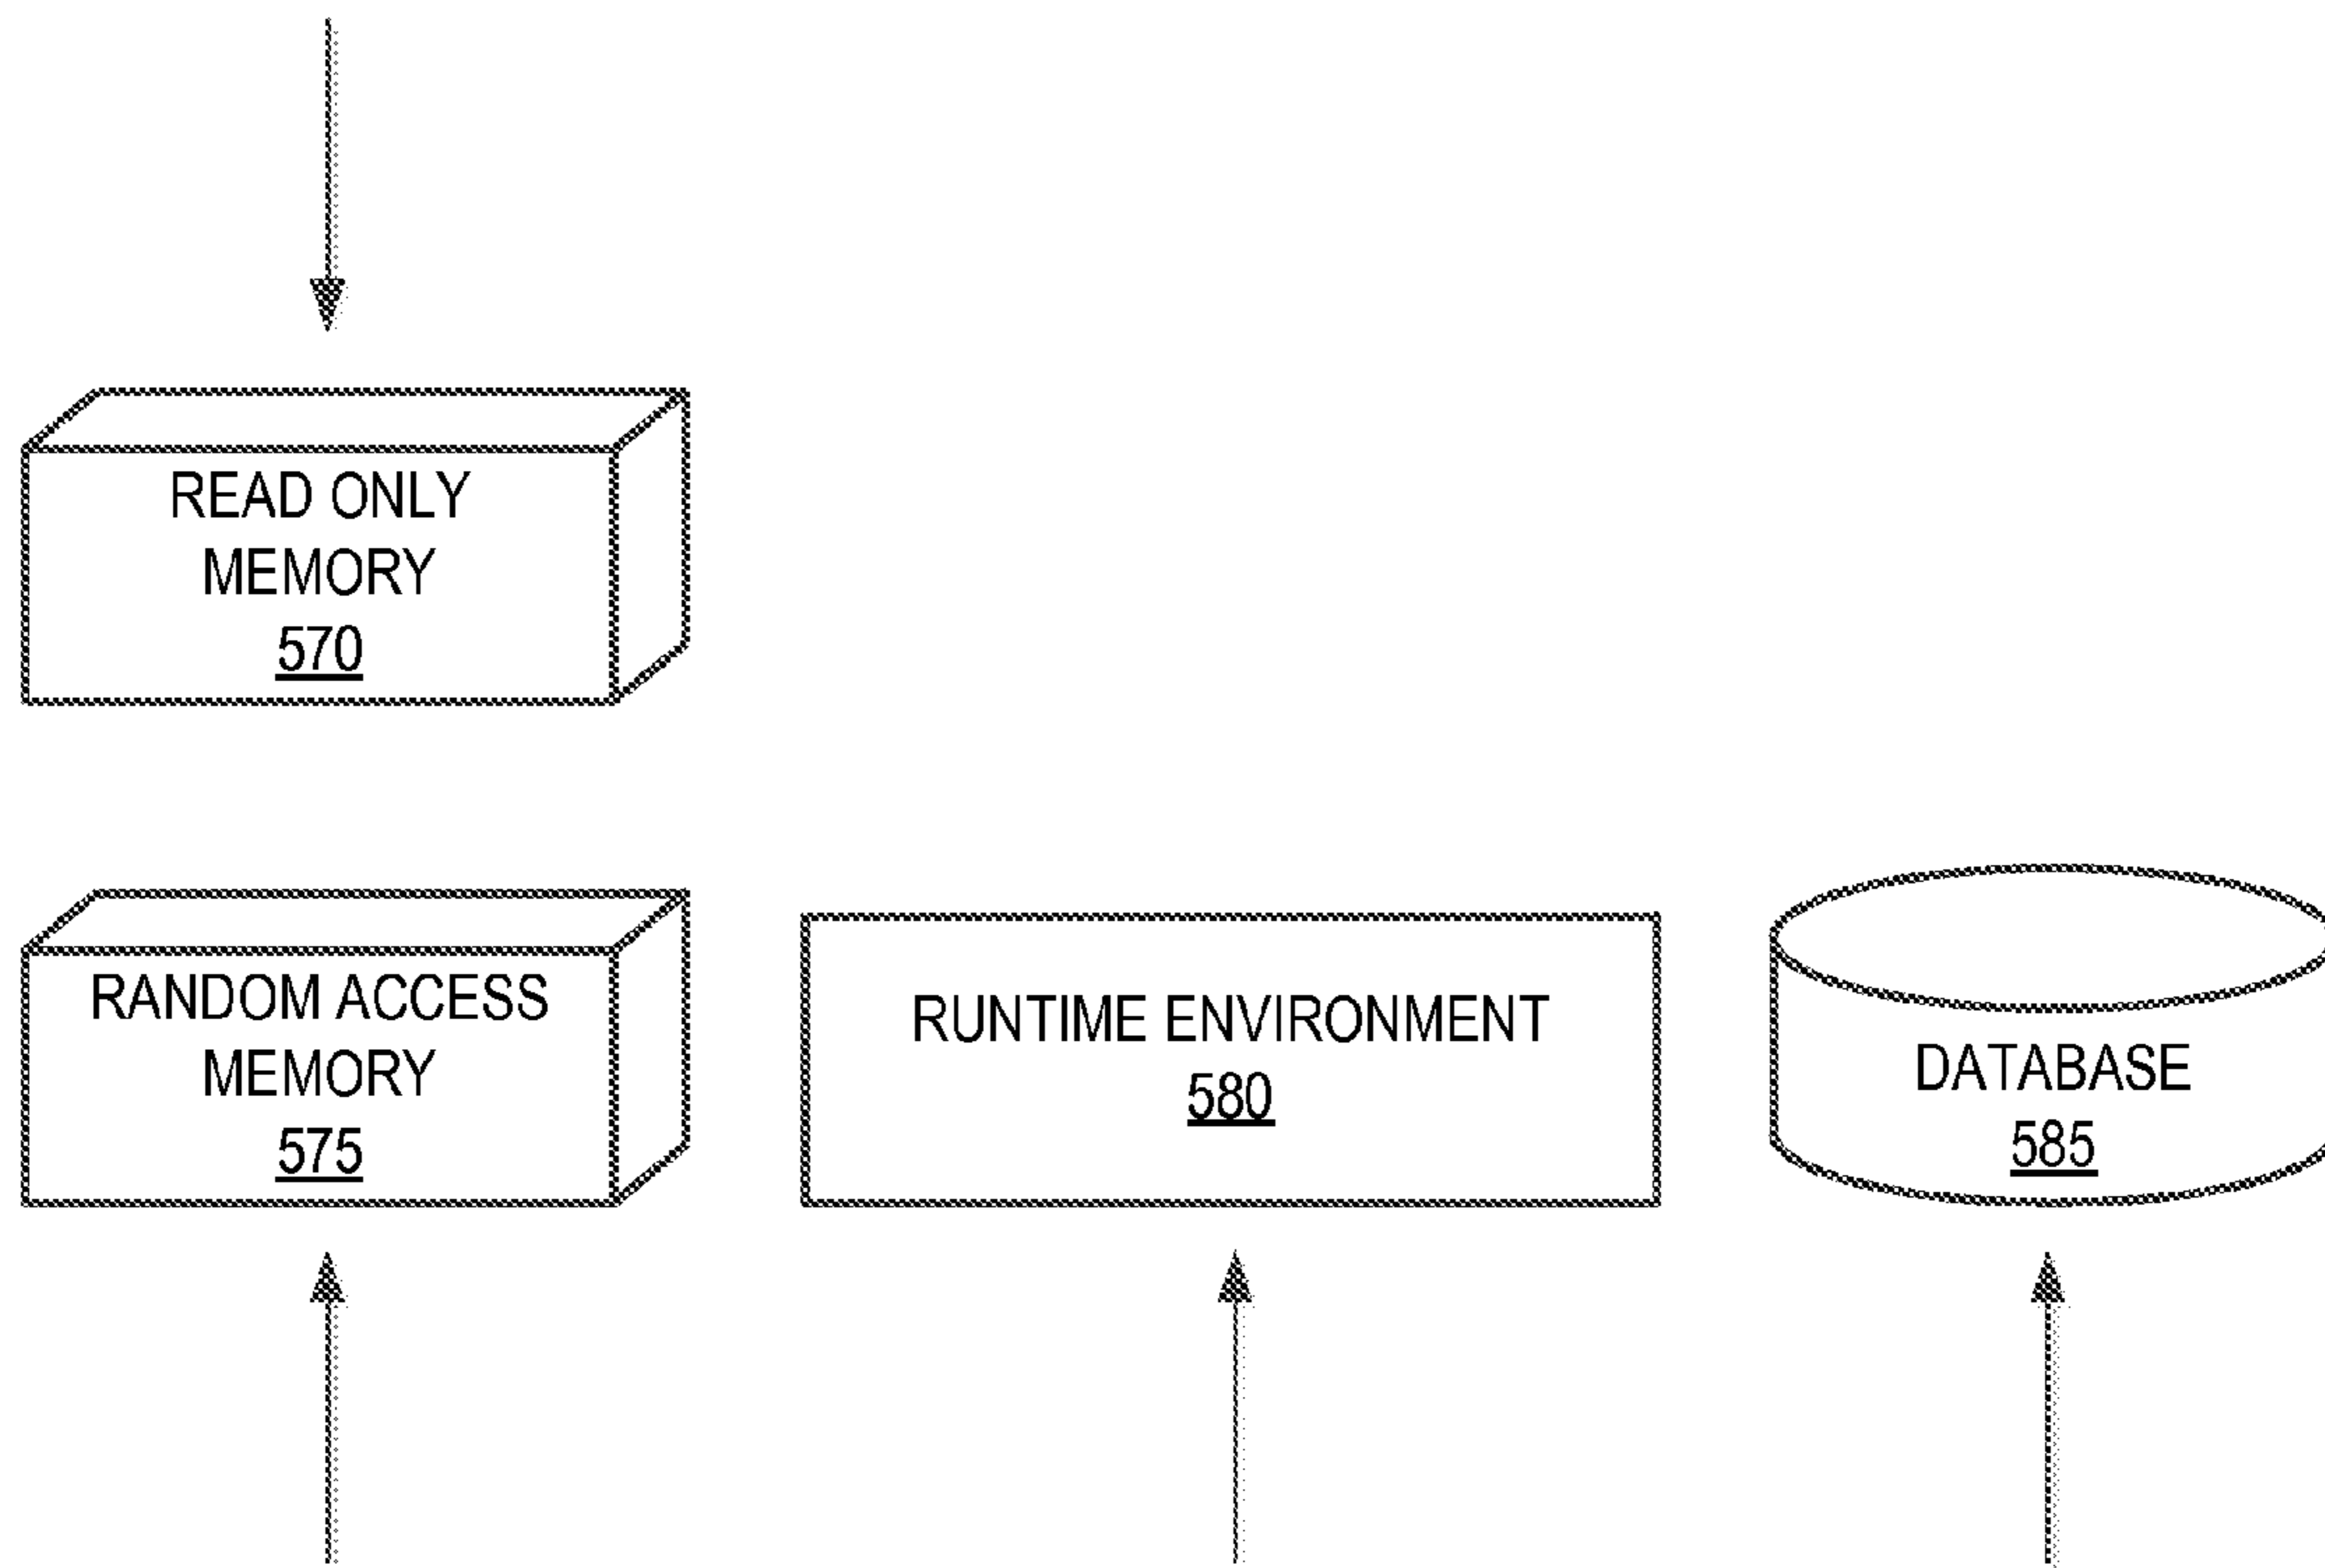 READ ONLY
MEMORY
570
RANDOM ACCESS
MEMORY
575
RUNTIME ENVIRONMENT
580
DATABASE
585